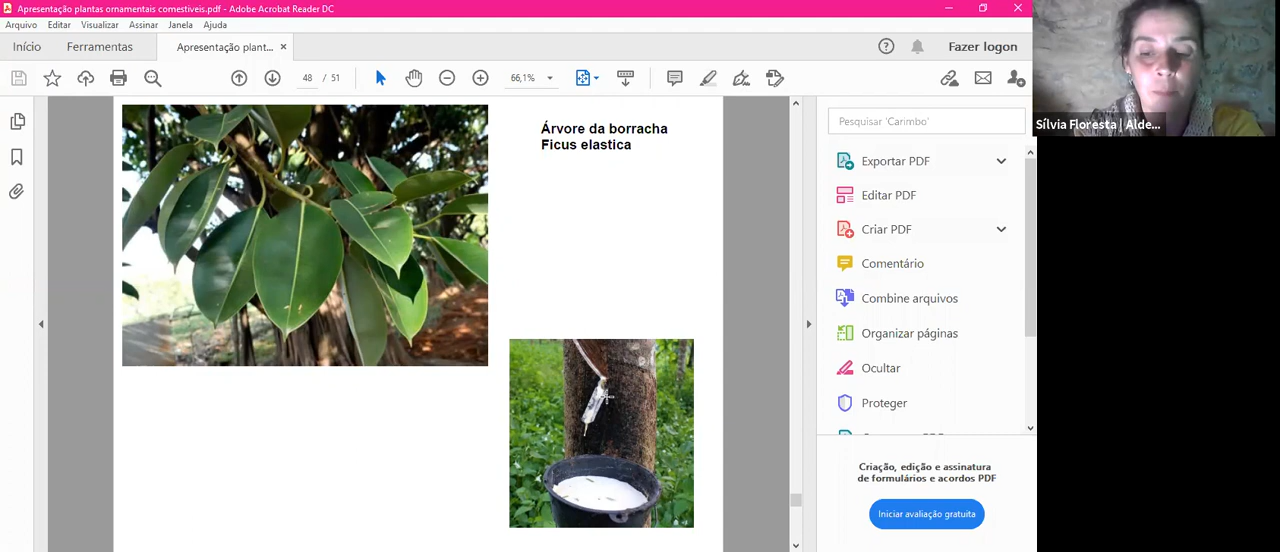 Apresentação plantas ornamentais comestiveis.pdf - Adobe Acrobat Reader DC
Arquivo Editar Visualizar Assinar Janela Ajuda
Início Ferramentas Apresentação plant...
Fazer logon
48 / 51
66,1%
Árvore da borracha
Ficus elastica
Pesquisar 'Carimbo'
Exportar PDF
Editar PDF
Criar PDF
Comentário
Combine arquivos
Organizar páginas
Ocultar
Proteger
Criação, edição e assinatura
de formulários e acordos PDF
Iniciar avaliação gratuita
Sílvia Floresta | Alde...